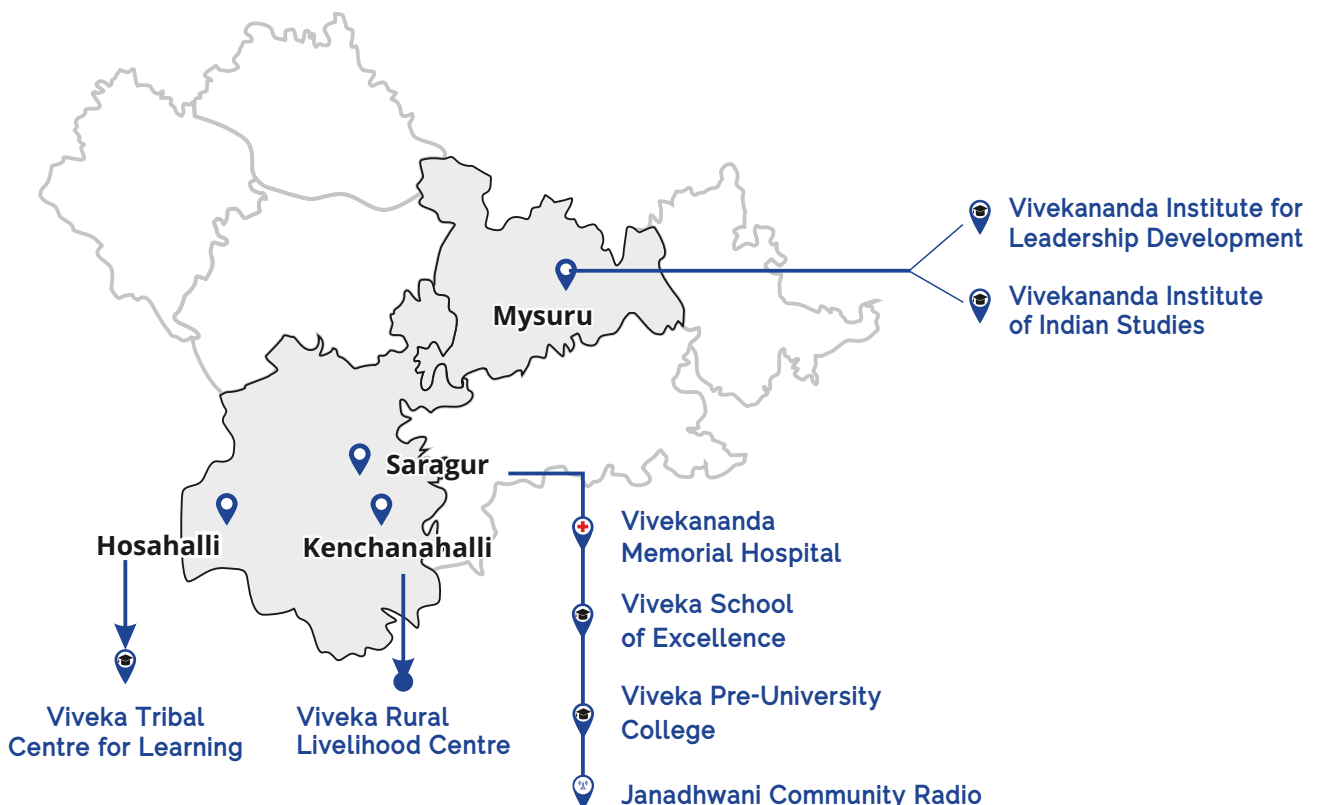 Vivekananda Institute for
Leadership Development
Vivekananda Institute
of Indian Studies
Mysuru
Saragur
Hosahalli
Kenchanahalli
Vivekananda
Memorial Hospital
Viveka School
of Excellence
Viveka Pre-University
College
Janadhwani Community Radio
Viveka Tribal
Centre for Learning
Viveka Rural
Livelihood Centre